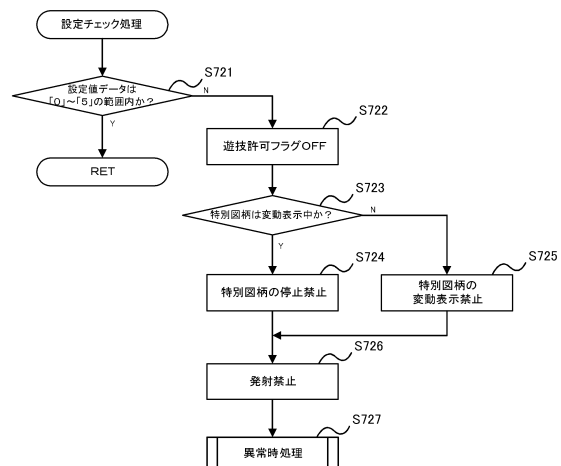 設定チェック処理
S721
設定値データは
「0」～「5」の範囲内か？
N
Y
S722
RET
遊技許可フラグOFF
S723
特別図柄は変動表示中か？
N
Y
S724
S725
特別図柄の停止禁止
特別図柄の
変動表示禁止
S726
発射禁止
S727
異常時処理